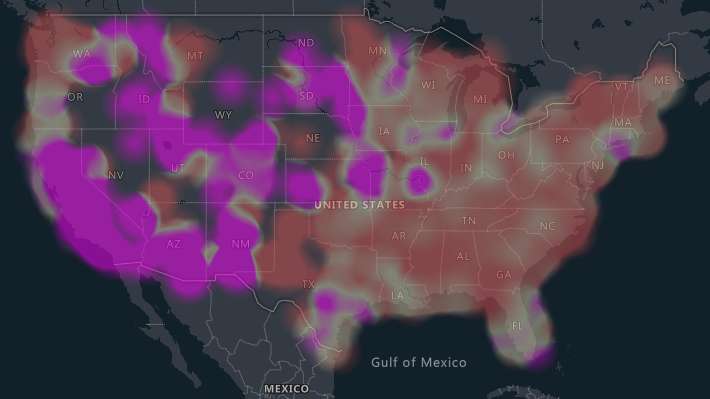 ND
MN
WA
MT
ME
VT
OR
ID
SD
WI
MI
WY
MA
IA
PA
NE
NJ
IL
IN
OH
NV
UT
CO
UNITED STATES
TN
NC
AZ
NM
AR
AL
GA
TX
LA
FL
Gulf of Mexico
MEXICO